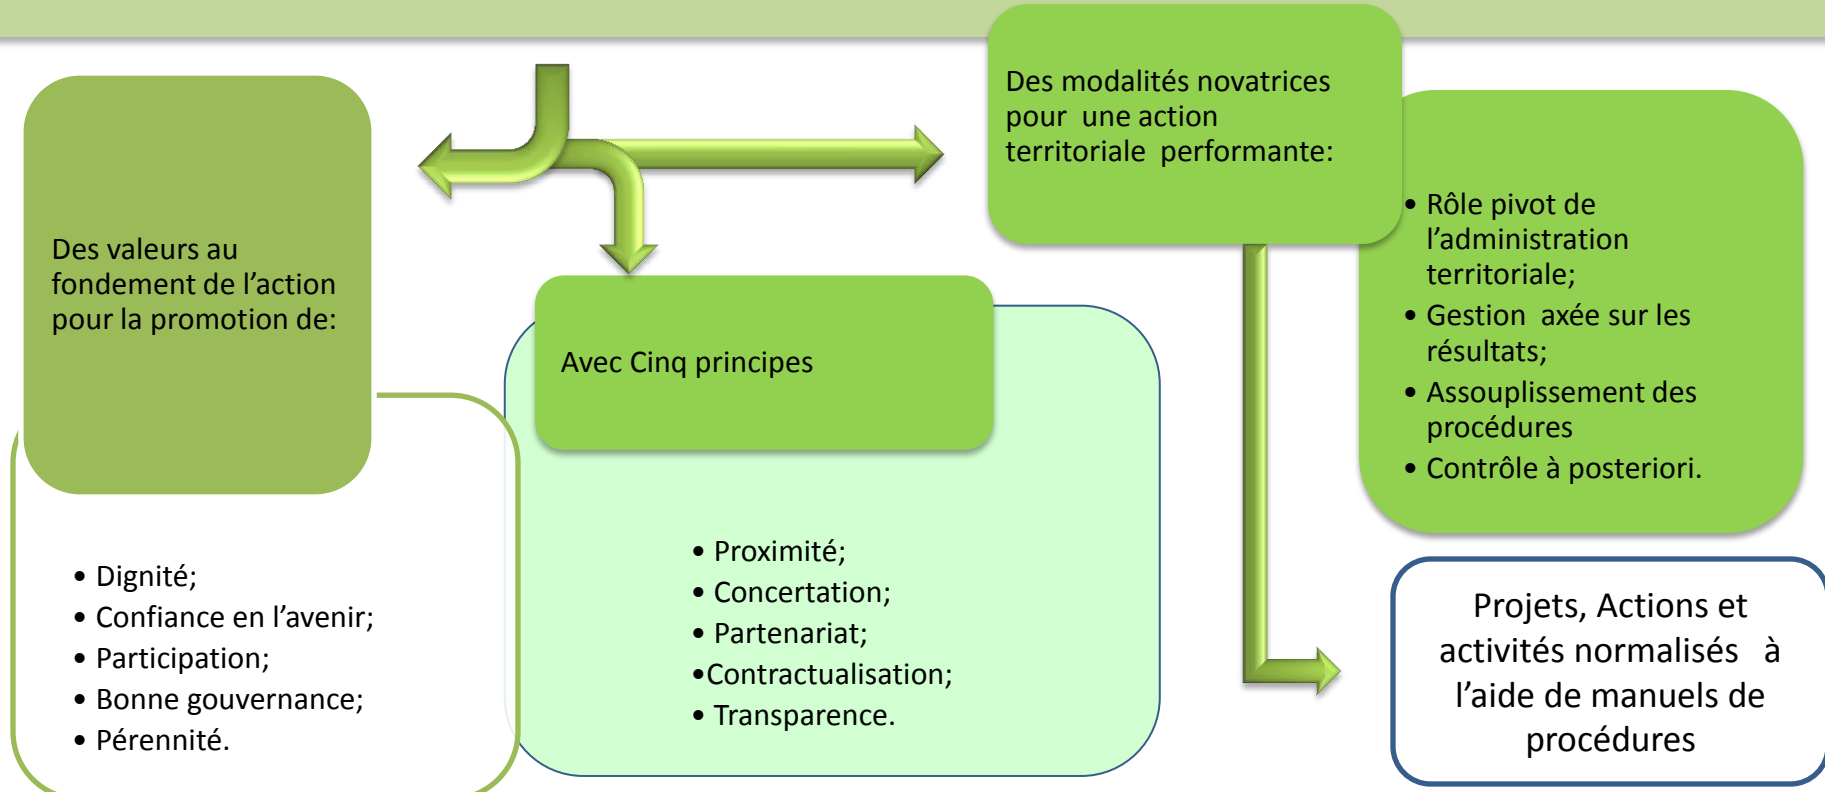 Des valeurs au
fondement de l’action
pour la promotion de:
• Dignité;
• Confiance en l’avenir;
• Participation;
• Bonne gouvernance;
• Pérennité.
Avec Cinq principes
• Proximité;
• Concertation;
• Partenariat;
•Contractualisation;
• Transparence.
Des modalités novatrices
pour une action
territoriale performante:
• Rôle pivot de
l’administration
territoriale;
• Gestion axée sur les
résultats;
• Assouplissement des
procédures
• Contrôle à posteriori.
Projets, Actions et
activités normalisés à
l’aide de manuels de
procédures